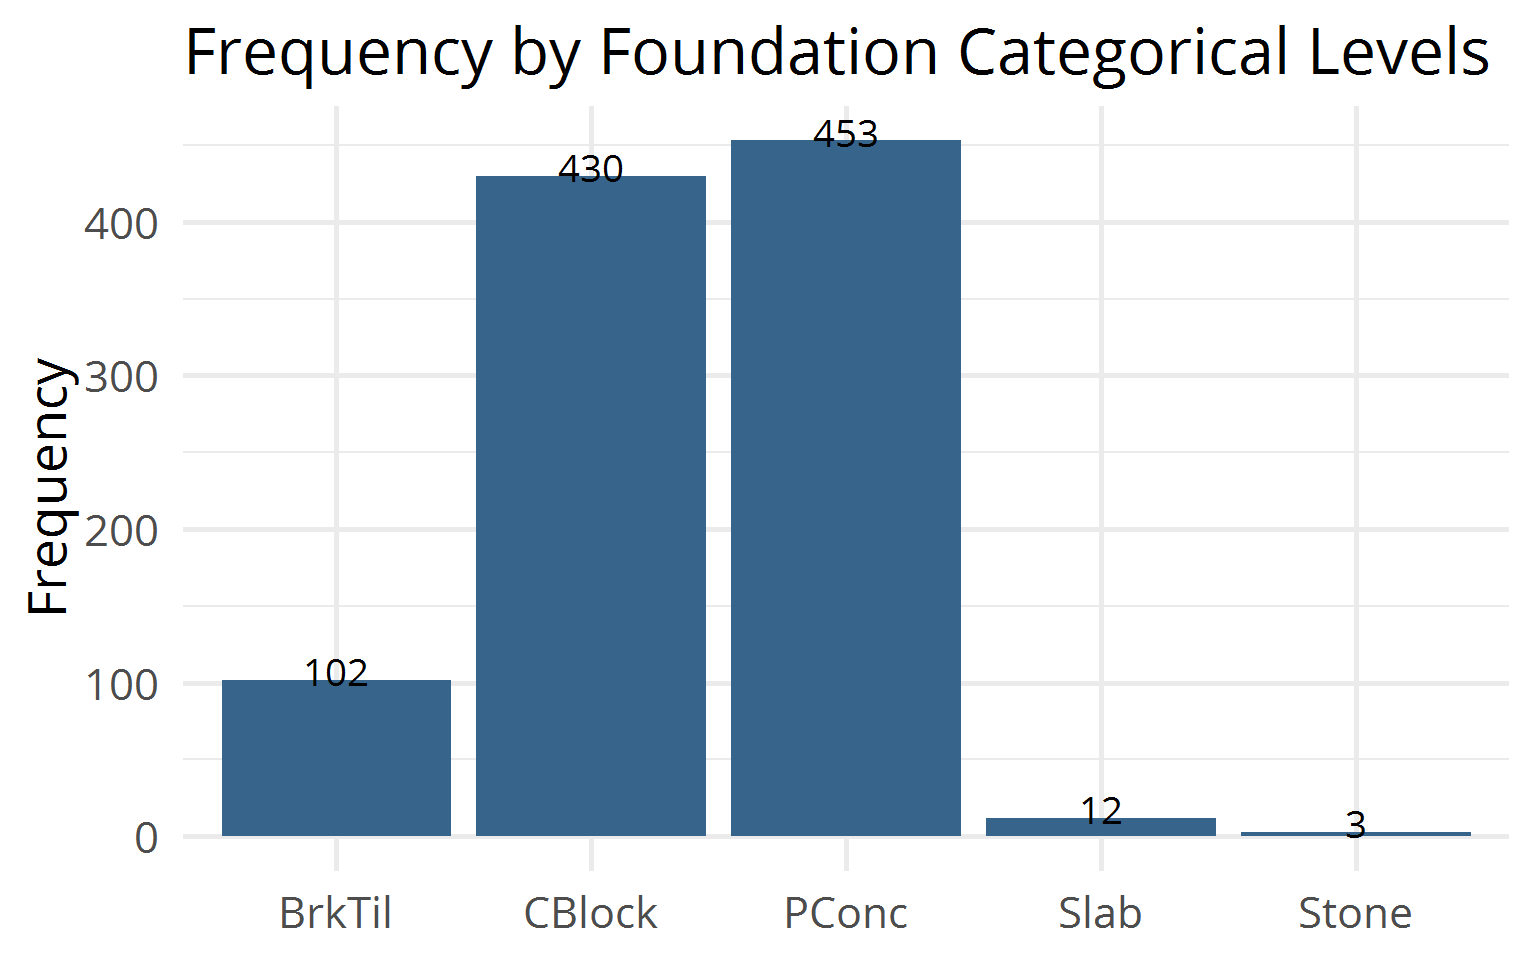 Frequency by Foundation Categorical Levels
Frequency
400
300
200
100
0
102
430
453
12
3
BrkTil
CBlock
PConc
Slab
Stone